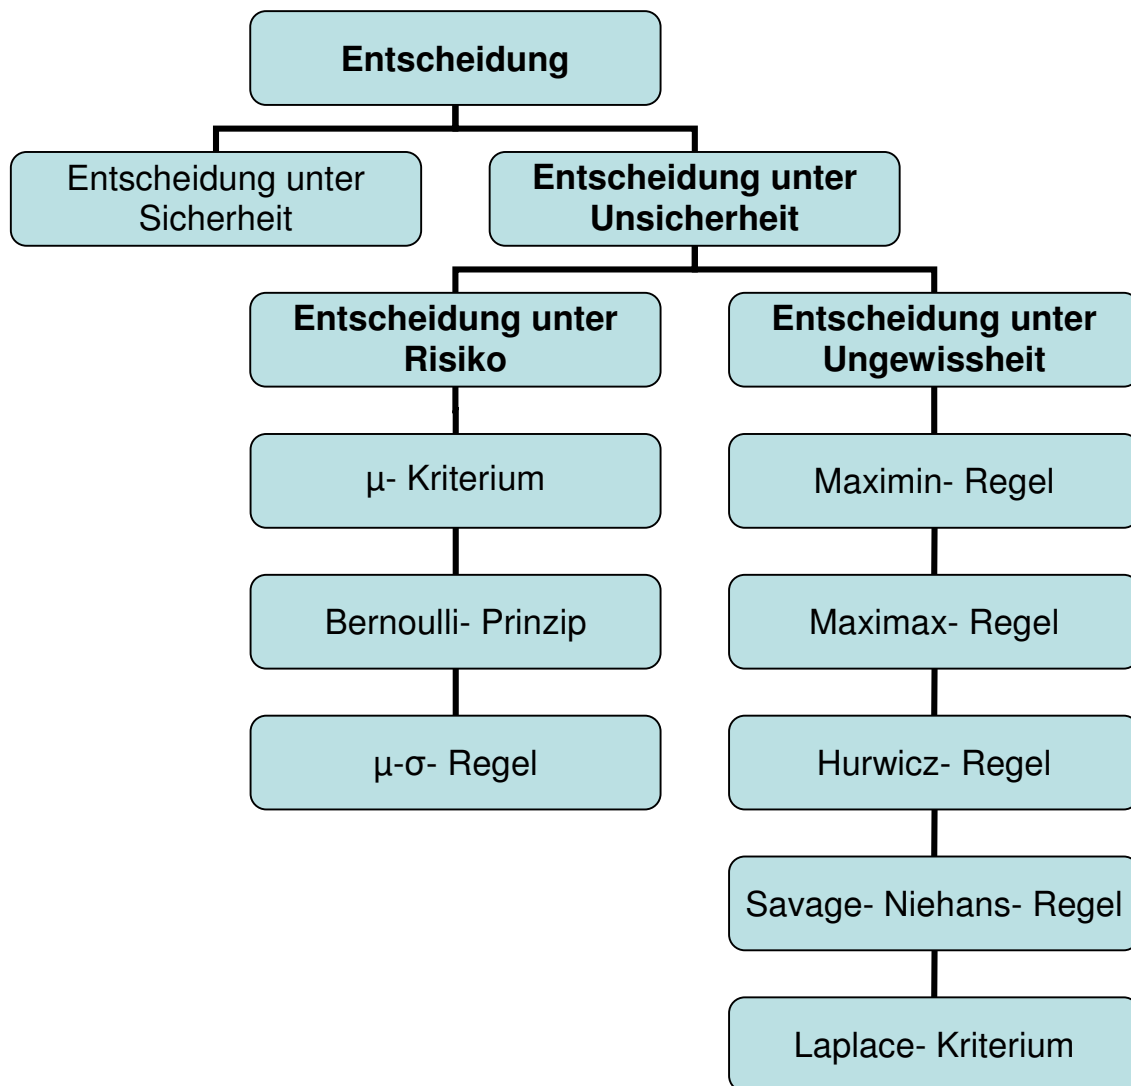 Entscheidung
Entscheidung unter
Sicherheit
Entscheidung unter
Unsicherheit
Entscheidung unter
Risiko
Entscheidung unter
Ungewissheit
μ- Kriterium
Maximin- Regel
Bernoulli- Prinzip
Maximax- Regel
μ-σ- Regel
Hurwicz- Regel
Savage- Niehans- Regel
Laplace- Kriterium